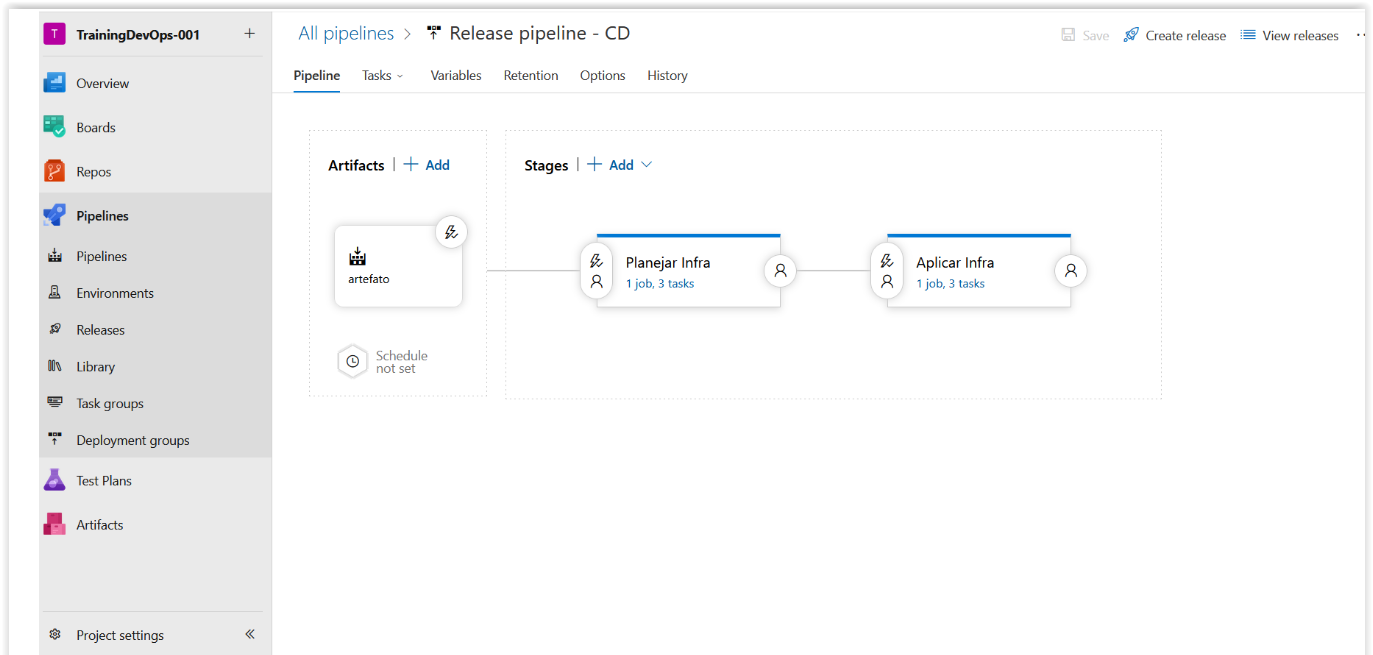 T TrainingDevOps-001 +
Overview
Boards
Repos
Pipelines
Pipelines
Environments
Releases
Library
Task groups
Deployment groups
Test Plans
Artifacts
Project settings
All pipelines > Release pipeline - CD
Save Create release View releases
Pipeline Tasks Variables Retention Options History
Artifacts | + Add
artefato
Schedule
not set
Stages | + Add
Planejar Infra
1 job, 3 tasks
Aplicar Infra
1 job, 3 tasks